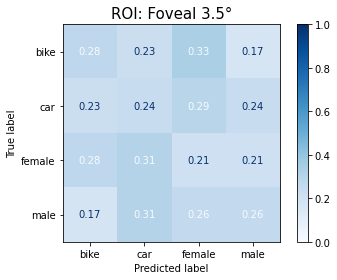 ROI: Foveal 3.5°
True label
bike 0.28 0.23 0.33 0.17
car 0.23 0.24 0.29 0.24
female 0.28 0.31 0.21 0.21
male 0.17 0.31 0.26 0.26
bike car female male
Predicted label
1.0
0.8
0.6
0.4
0.2
0.0